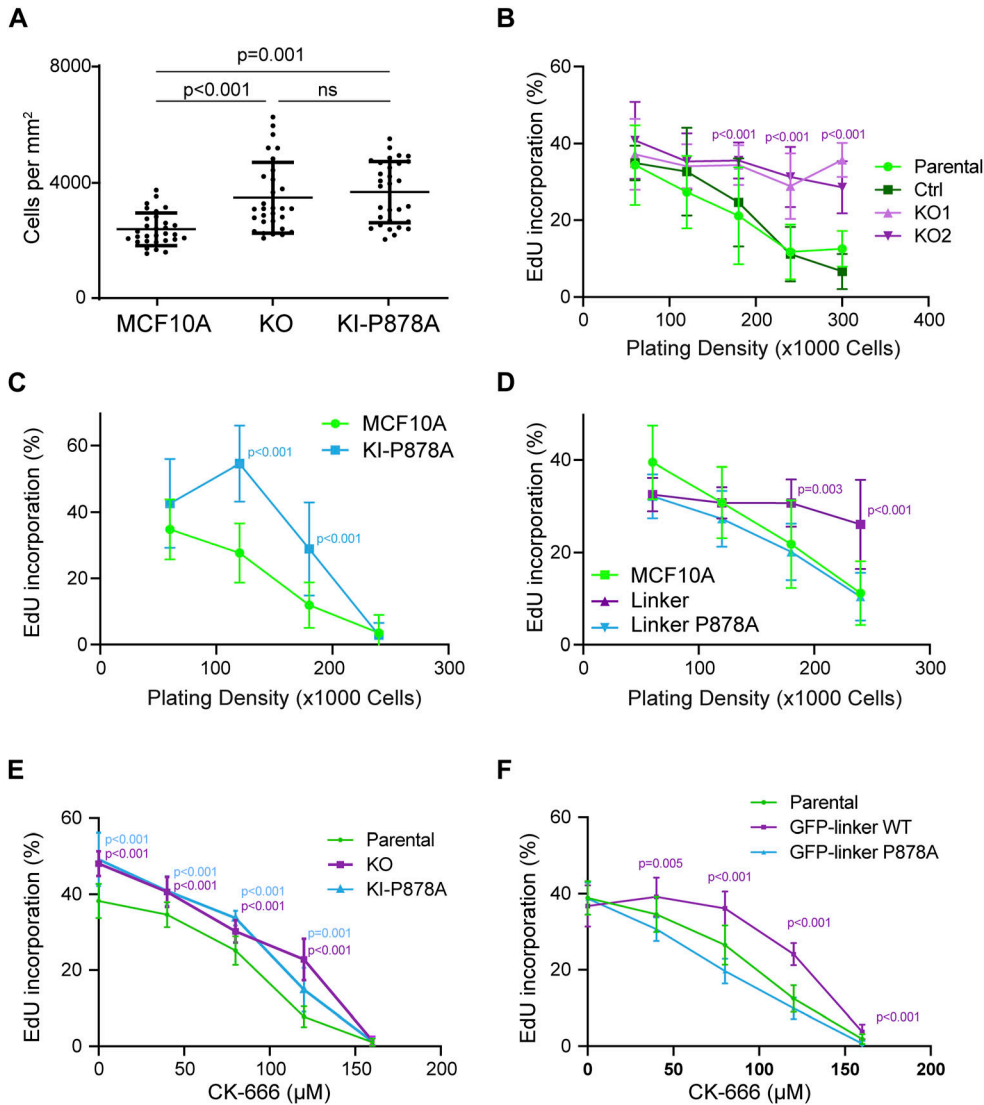 A
p=0.001
p<0.001
ns
8000
4000
0
Cells per mm²
MCF10A
KO
KI-P878A
B
EdU incorporation (%)
60
40
20
0
p<0.001
p<0.001
p<0.001
Parental
Ctrl
KO1
KO2
0
100
200
300
400
Plating Density (x1000 Cells)
C
EdU incorporation (%)
60
40
20
0
MCF10A
KI-P878A
p<0.001
p<0.001
0
100
200
300
Plating Density (x1000 Cells)
D
EdU incorporation (%)
40
20
0
p=0.003
p<0.001
MCF10A
Linker
Linker P878A
0
100
200
300
Plating Density (x1000 Cells)
E
EdU incorporation (%)
60
40
20
0
p<0.001
p<0.001
p<0.001
p<0.001
p<0.001
p<0.001
p=0.001
p<0.001
Parental
KO
KI-P878A
0
50
100
150
200
CK-666 (µM)
F
EdU incorporation (%)
60
40
20
0
Parental
GFP-linker WT
GFP-linker P878A
p=0.005
p<0.001
p<0.001
p<0.001
0
50
100
150
200
CK-666 (µM)